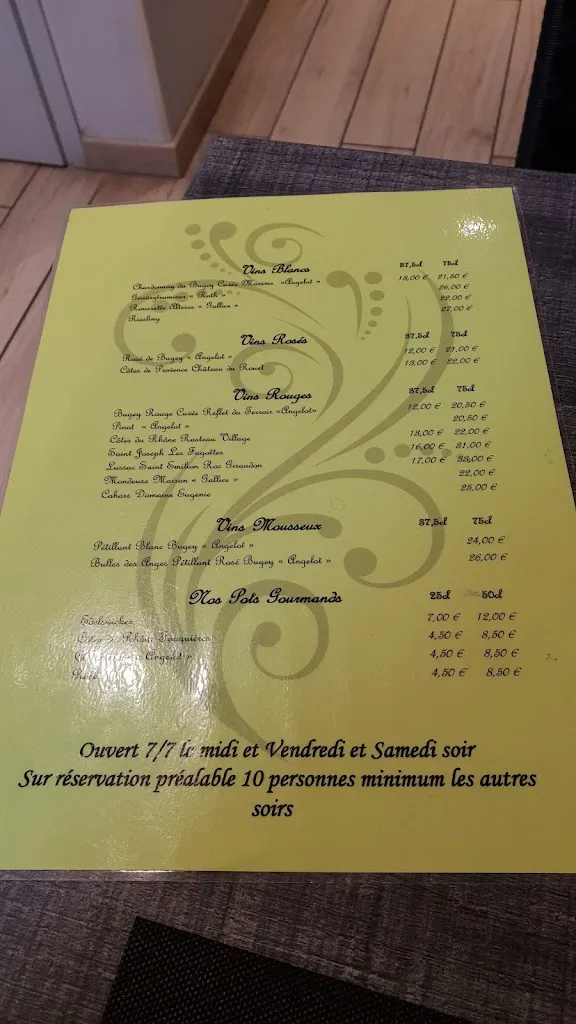 Vins Blancs 37,5cl 75cl
Chardonnay du Bugey Cuvée Maxime «Angelot » 13,00 € 21,50 €
Gewürztraminer « Ruth » 26,00 €
Roussette Altesse « Gallice » 22,00 €
Riesling 27,00 €
Vins Rosés 37,5cl 75cl
Rosé de Bugey « Angelot » 12,00 € 21,00 €
Côtes de Provence Château du Rouet 13,00 € 22,00 €
Vins Rouges 37,5cl 75cl
Bugey Rouge Cuvée Reflet du Terroir «Angelot» 12,00 € 20,50 €
Pinot « Angelot » 20,50 €
Côtes du Rhône Rasteau Village 13,00 € 22,00 €
Saint Joseph Les Fagottes 16,00 € 31,00 €
Lussac Saint Emilion Roc Giraudon 17,00 € 33,00 €
Mondeuse Maison « Gallice » 22,00 €
Cahors Domaine Eugenie 25,00 €
Vins Mousseux 37,5cl 75cl
Pétillant Blanc Bugey « Angelot » 24,00 €
Bulles des Anges Pétillant Rosé Bugey « Angelot » 26,00 €
Nos Pots Gourmands 25cl 50cl
7,00 € 12,00 €
Rhône 4,50 € 8,50 €
Angelot » 4,50 € 8,50 €
4,50 € 8,50 €
Ouvert 7/7 le midi et Vendredi et Samedi soir
Sur réservation préalable 10 personnes minimum les autres
soirs